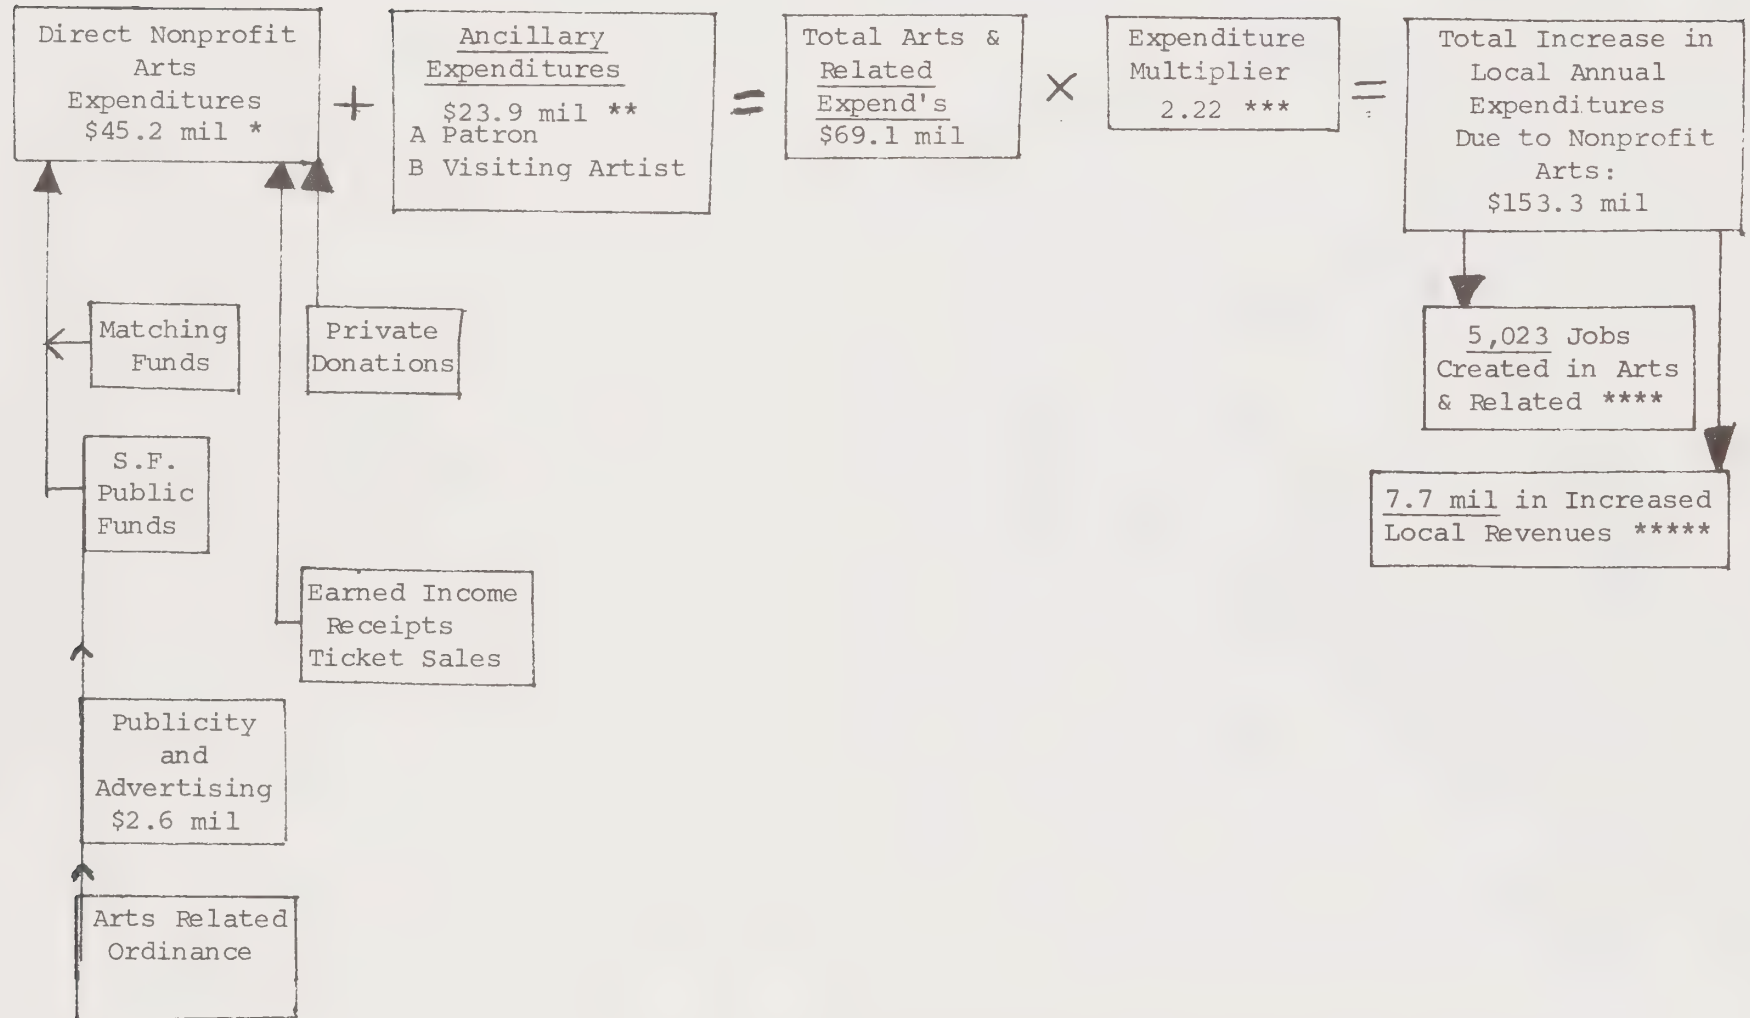 Direct Nonprofit
Arts
Expenditures
$45.2 mil *
+
Ancillary
Expenditures
$23.9 mil **
A Patron
B Visiting Artist
=
Total Arts &
Related
Expend's
$69.1 mil
×
Expenditure
Multiplier
2.22 ***
=
Total Increase in
Local Annual
Expenditures
Due to Nonprofit
Arts:
$153.3 mil
Matching
Funds
Private
Donations
5,023 Jobs
Created in Arts
& Related ****
S.F.
Public
Funds
7.7 mil in Increased
Local Revenues *****
Earned Income
Receipts
Ticket Sales
Publicity
and
Advertising
$2.6 mil
Arts Related
Ordinance